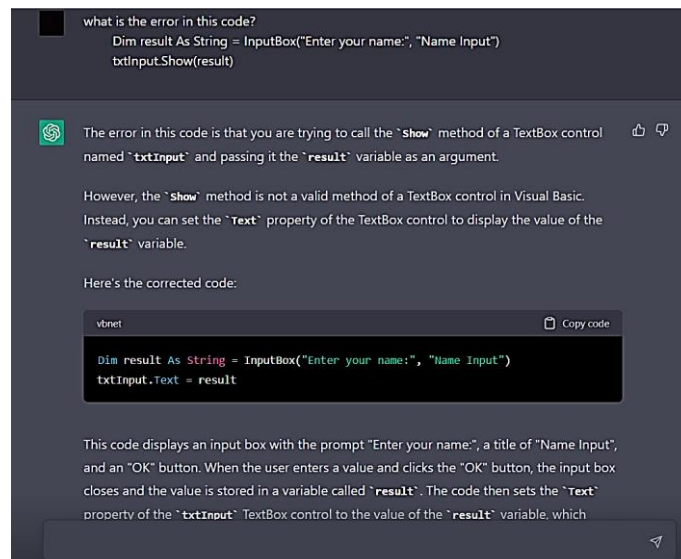 what is the error in this code?
Dim result As String = InputBox("Enter your name:", "Name Input")
txtInput.Show(result)
The error in this code is that you are trying to call the `Show` method of a TextBox control
named `txtInput` and passing it the `result` variable as an argument.
However, the `Show` method is not a valid method of a TextBox control in Visual Basic.
Instead, you can set the `Text` property of the TextBox control to display the value of the
`result` variable.
Here's the corrected code:
vbnet
Copy code
Dim result As String = InputBox("Enter your name:", "Name Input")
txtInput.Text = result
This code displays an input box with the prompt "Enter your name:", a title of "Name Input",
and an "OK" button. When the user enters a value and clicks the "OK" button, the input box
closes and the value is stored in a variable called `result`. The code then sets the `Text`
property of the `txtInput` TextBox control to the value of the `result` variable, which